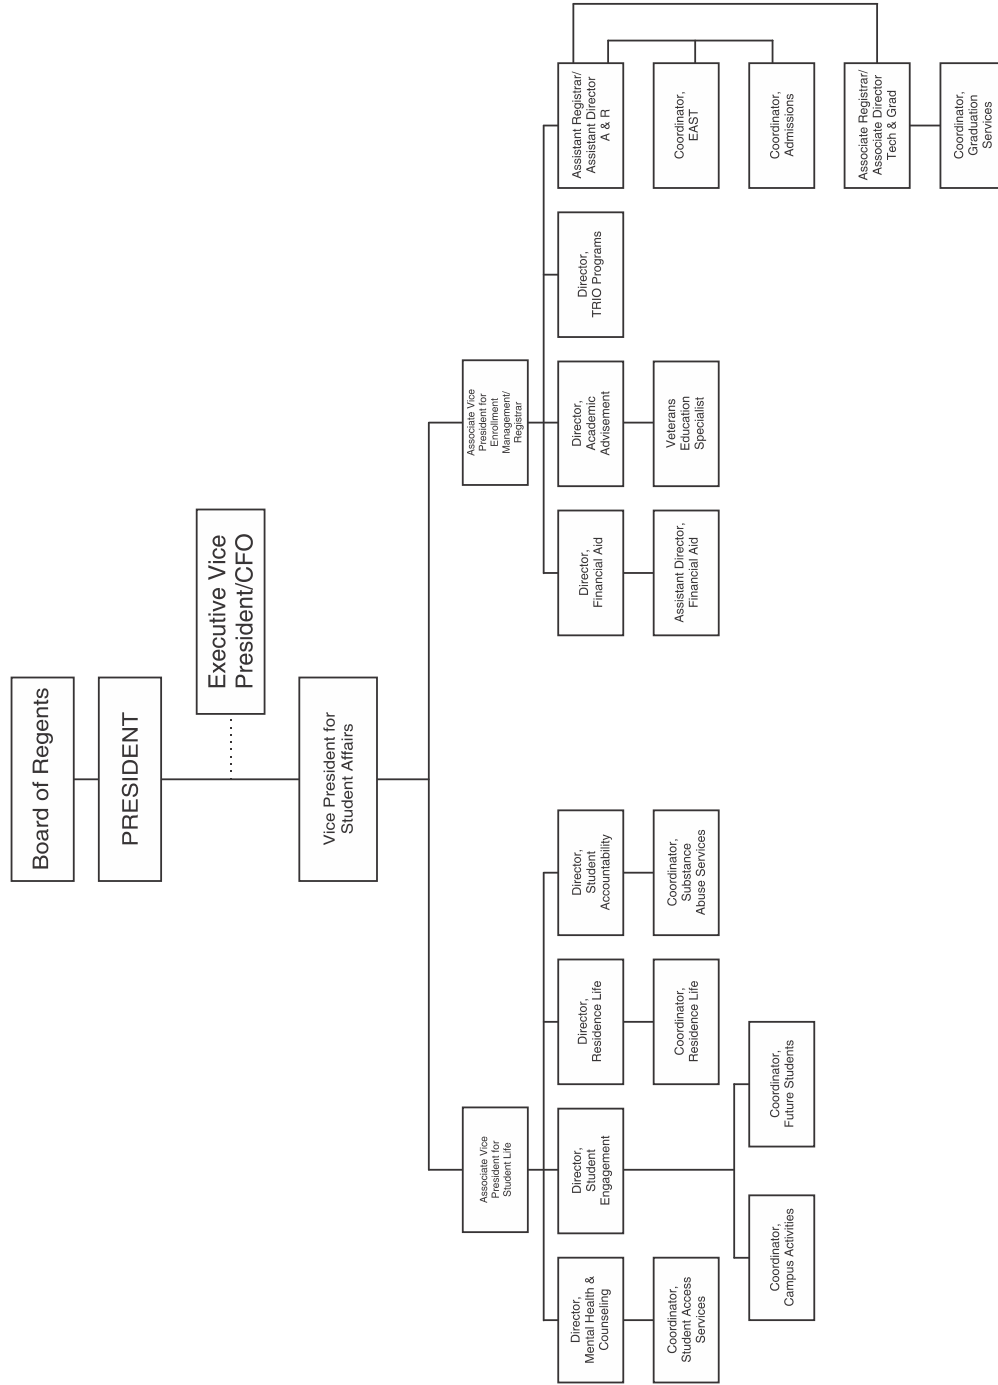 Board of Regents
PRESIDENT
Executive Vice
President/CFO
Vice President for
Student Affairs
Associate Vice
President for
Student Life
Associate Vice
President for
Enrollment
Management/
Registrar
Director,
Mental Health &
Counseling
Director,
Student
Engagement
Director,
Residence Life
Director,
Student
Accountability
Director,
Financial Aid
Director,
Academic
Advisement
Director,
TRIO Programs
Assistant Registrar/
Assistant Director
A & R
Coordinator,
Student Access
Services
Coordinator,
Residence Life
Coordinator,
Substance
Abuse Services
Assistant Director,
Financial Aid
Veterans
Education
Specialist
Coordinator,
EAST
Coordinator,
Campus Activities
Coordinator,
Future Students
Coordinator,
Admissions
Associate Registrar/
Associate Director
Tech & Grad
Coordinator,
Graduation
Services